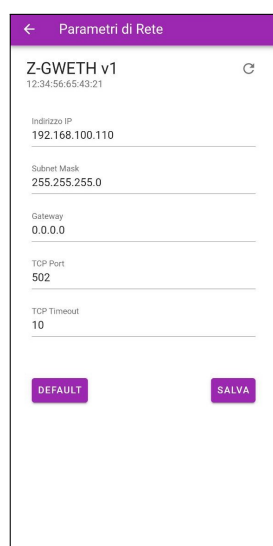 Parametri di Rete
Z-GWETH v1
12:34:56:65:43:21
Indirizzo IP
192.168.100.110
Subnet Mask
255.255.255.0
Gateway
0.0.0.0
TCP Port
502
TCP Timeout
10
DEFAULT SALVA